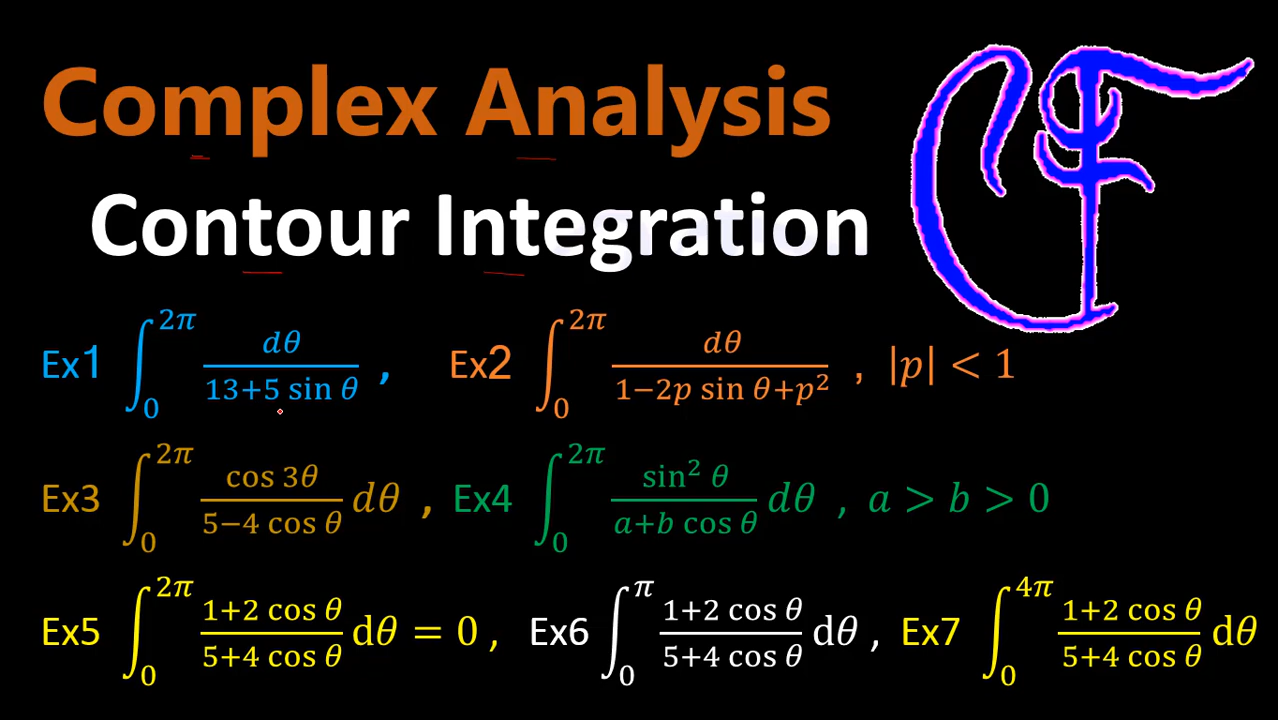 Complex Analysis
Contour Integration
CF
Ex1 ∫₀^{2π} dθ/(13+5 sin θ) , Ex2 ∫₀^{2π} dθ/(1−2p sin θ+p²) , |p| < 1
Ex3 ∫₀^{2π} cos 3θ/(5−4 cos θ) dθ , Ex4 ∫₀^{2π} sin² θ/(a+b cos θ) dθ , a > b > 0
Ex5 ∫₀^{2π} (1+2 cos θ)/(5+4 cos θ) dθ = 0 , Ex6 ∫₀^{π} (1+2 cos θ)/(5+4 cos θ) dθ , Ex7 ∫₀^{4π} (1+2 cos θ)/(5+4 cos θ) dθ